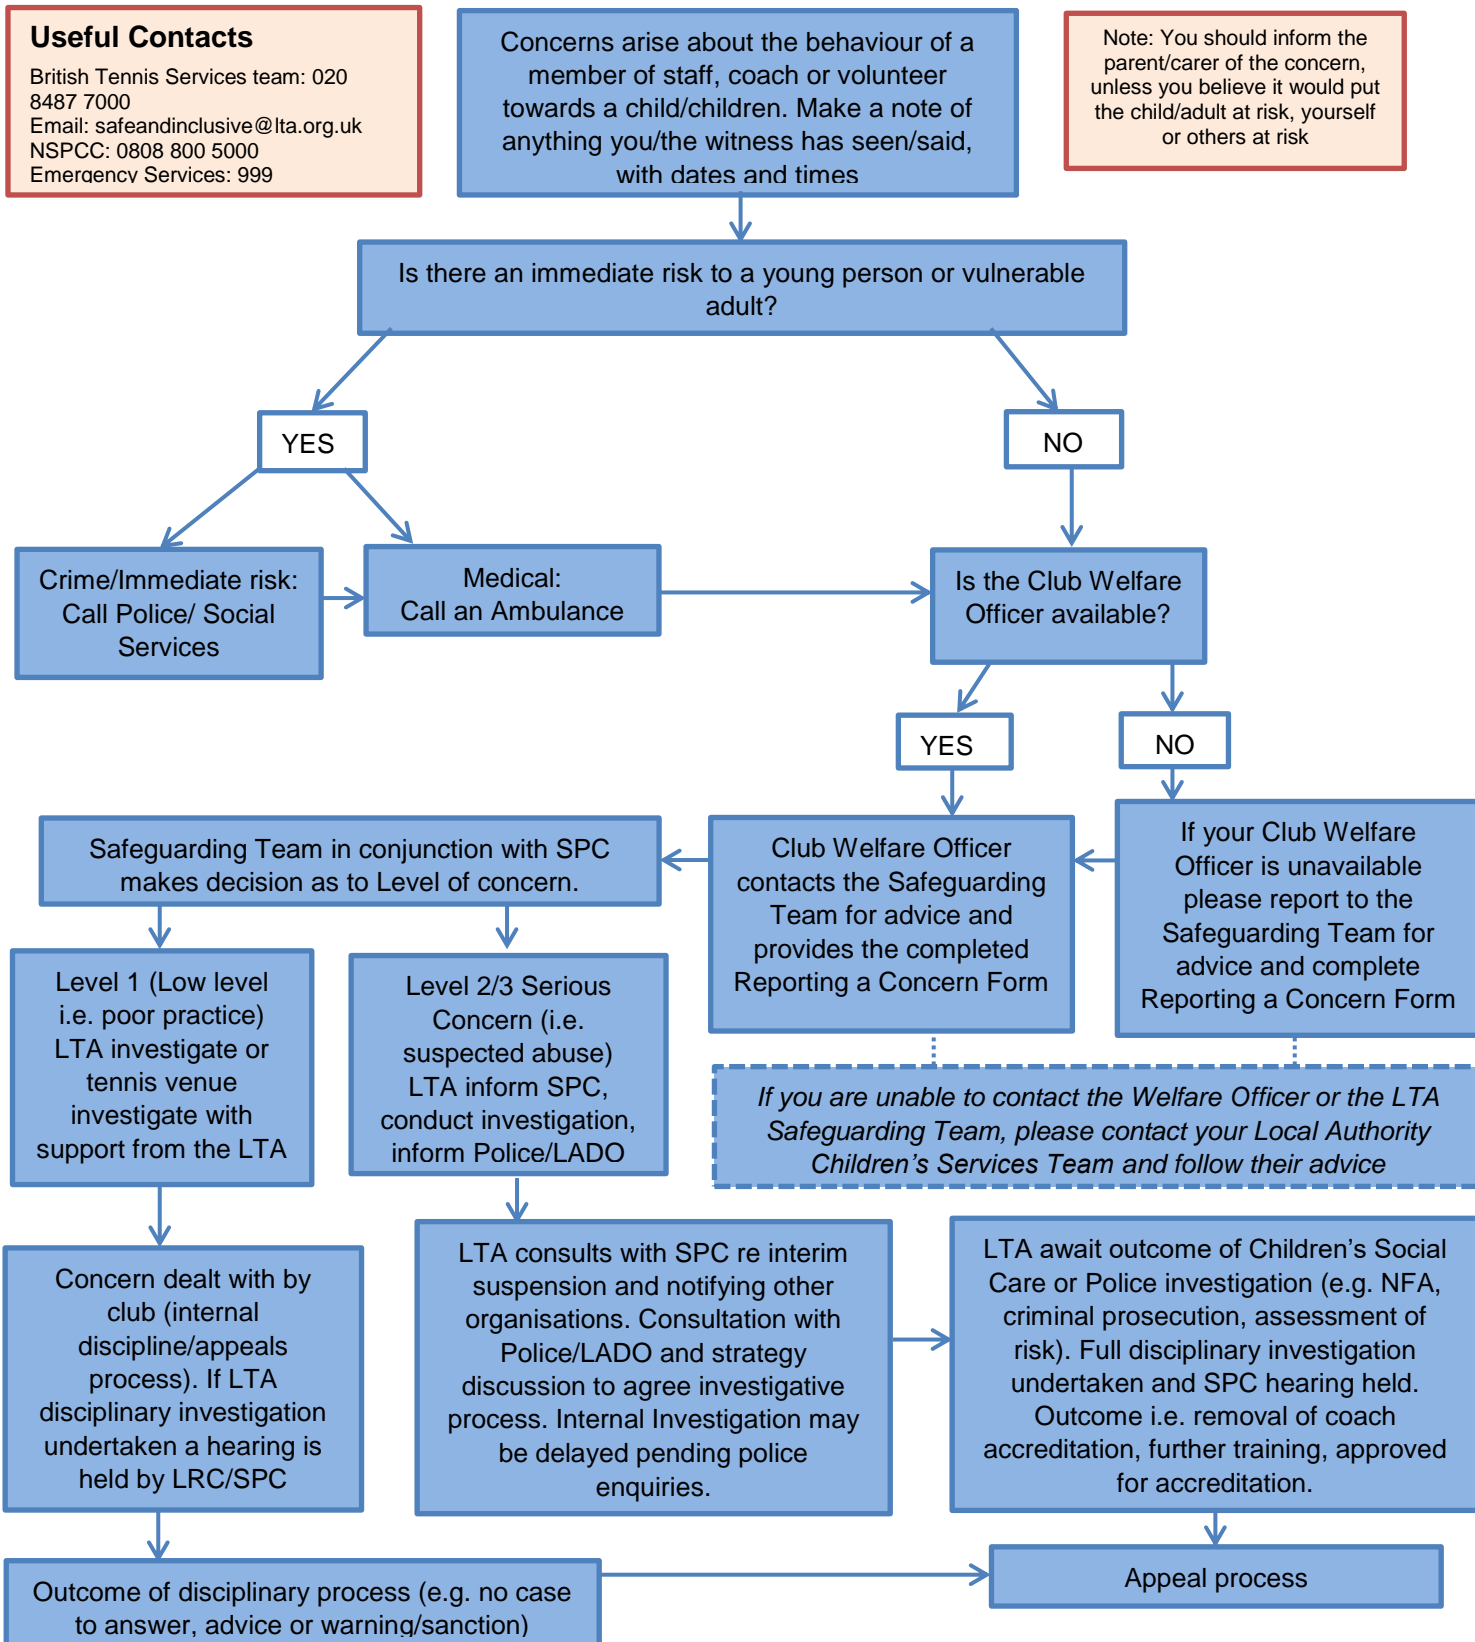 Useful Contacts
British Tennis Services team: 020
8487 7000
Email: safeandinclusive@lta.org.uk
NSPCC: 0808 800 5000
Emergency Services: 999
Concerns arise about the behaviour of a
member of staff, coach or volunteer
towards a child/children. Make a note of
anything you/the witness has seen/said,
with dates and times
Note: You should inform the
parent/carer of the concern,
unless you believe it would put
the child/adult at risk, yourself
or others at risk
Is there an immediate risk to a young person or vulnerable
adult?
YES
NO
Crime/Immediate risk:
Call Police/ Social
Services
Medical:
Call an Ambulance
Is the Club Welfare
Officer available?
YES
NO
Safeguarding Team in conjunction with SPC
makes decision as to Level of concern.
Club Welfare Officer
contacts the Safeguarding
Team for advice and
provides the completed
Reporting a Concern Form
If your Club Welfare
Officer is unavailable
please report to the
Safeguarding Team for
advice and complete
Reporting a Concern Form
Level 1 (Low level
i.e. poor practice)
LTA investigate or
tennis venue
investigate with
support from the LTA
Level 2/3 Serious
Concern (i.e.
suspected abuse)
LTA inform SPC,
conduct investigation,
inform Police/LADO
If you are unable to contact the Welfare Officer or the LTA
Safeguarding Team, please contact your Local Authority
Children's Services Team and follow their advice
Concern dealt with by
club (internal
discipline/appeals
process). If LTA
disciplinary investigation
undertaken a hearing is
held by LRC/SPC
LTA consults with SPC re interim
suspension and notifying other
organisations. Consultation with
Police/LADO and strategy
discussion to agree investigative
process. Internal Investigation may
be delayed pending police
enquiries.
LTA await outcome of Children's Social
Care or Police investigation (e.g. NFA,
criminal prosecution, assessment of
risk). Full disciplinary investigation
undertaken and SPC hearing held.
Outcome i.e. removal of coach
accreditation, further training, approved
for accreditation.
Outcome of disciplinary process (e.g. no case
to answer, advice or warning/sanction)
Appeal process